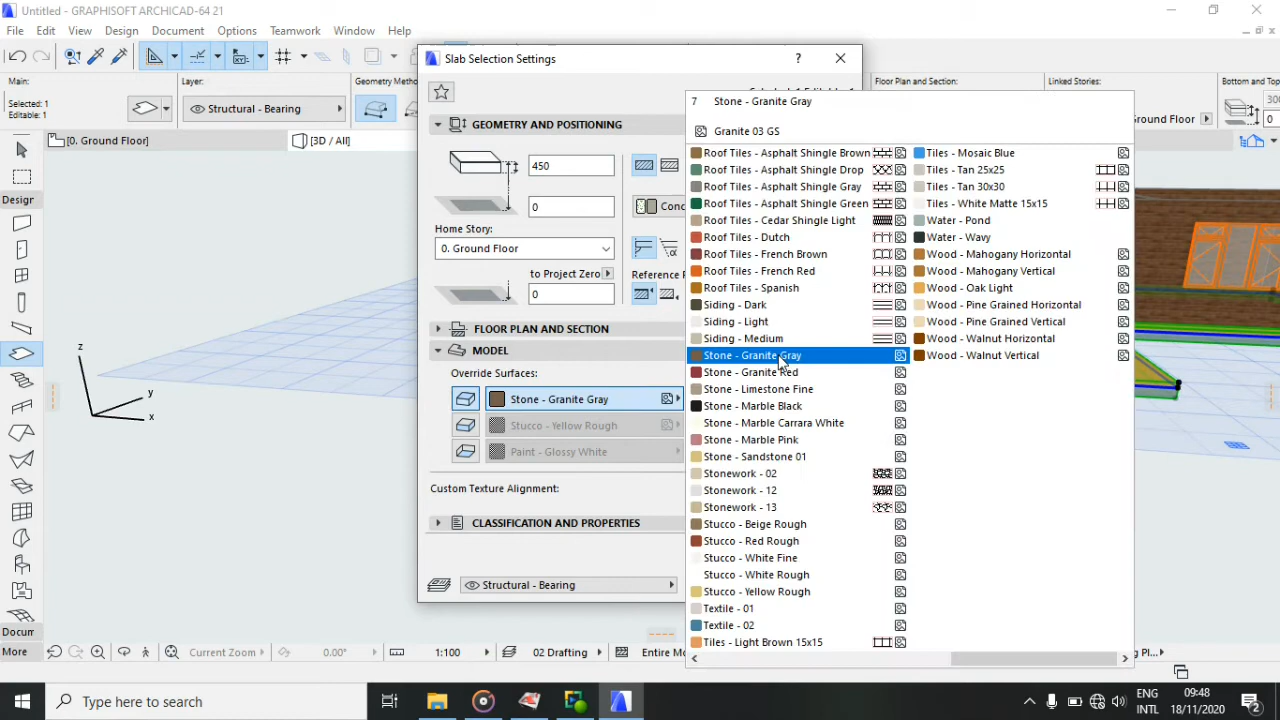 Untitled - GRAPHISOFT ARCHICAD-64 21
File Edit View Design Document Options Teamwork Window Help
Main:
Selected: 1
Editable: 1
Layer:
Structural - Bearing
Floor Plan and Section:
Linked Stories:
Bottom and Top
[0. Ground Floor]
[3D / All]
Design
Docum
More
z
y
x
Slab Selection Settings
?
GEOMETRY AND POSITIONING
450
0
Conc
Home Story:
0. Ground Floor
to Project Zero
0
FLOOR PLAN AND SECTION
MODEL
Override Surfaces:
Stone - Granite Gray
Stucco - Yellow Rough
Paint - Glossy White
Custom Texture Alignment:
CLASSIFICATION AND PROPERTIES
Structural - Bearing
7 Stone - Granite Gray
Granite 03 GS
Roof Tiles - Asphalt Shingle Brown
Roof Tiles - Asphalt Shingle Drop
Roof Tiles - Asphalt Shingle Gray
Roof Tiles - Asphalt Shingle Green
Roof Tiles - Cedar Shingle Light
Roof Tiles - Dutch
Roof Tiles - French Brown
Roof Tiles - French Red
Roof Tiles - Spanish
Siding - Dark
Siding - Light
Siding - Medium
Stone - Granite Gray
Stone - Granite Red
Stone - Limestone Fine
Stone - Marble Black
Stone - Marble Carrara White
Stone - Marble Pink
Stone - Sandstone 01
Stonework - 02
Stonework - 12
Stonework - 13
Stucco - Beige Rough
Stucco - Red Rough
Stucco - White Fine
Stucco - White Rough
Stucco - Yellow Rough
Textile - 01
Textile - 02
Tiles - Light Brown 15x15
Tiles - Mosaic Blue
Tiles - Tan 25x25
Tiles - Tan 30x30
Tiles - White Matte 15x15
Water - Pond
Water - Wavy
Wood - Mahogany Horizontal
Wood - Mahogany Vertical
Wood - Oak Light
Wood - Pine Grained Horizontal
Wood - Pine Grained Vertical
Wood - Walnut Horizontal
Wood - Walnut Vertical
Current Zoom 0.00° 1:100 02 Drafting
Type here to search
ENG
INTL
09:48
18/11/2020
2